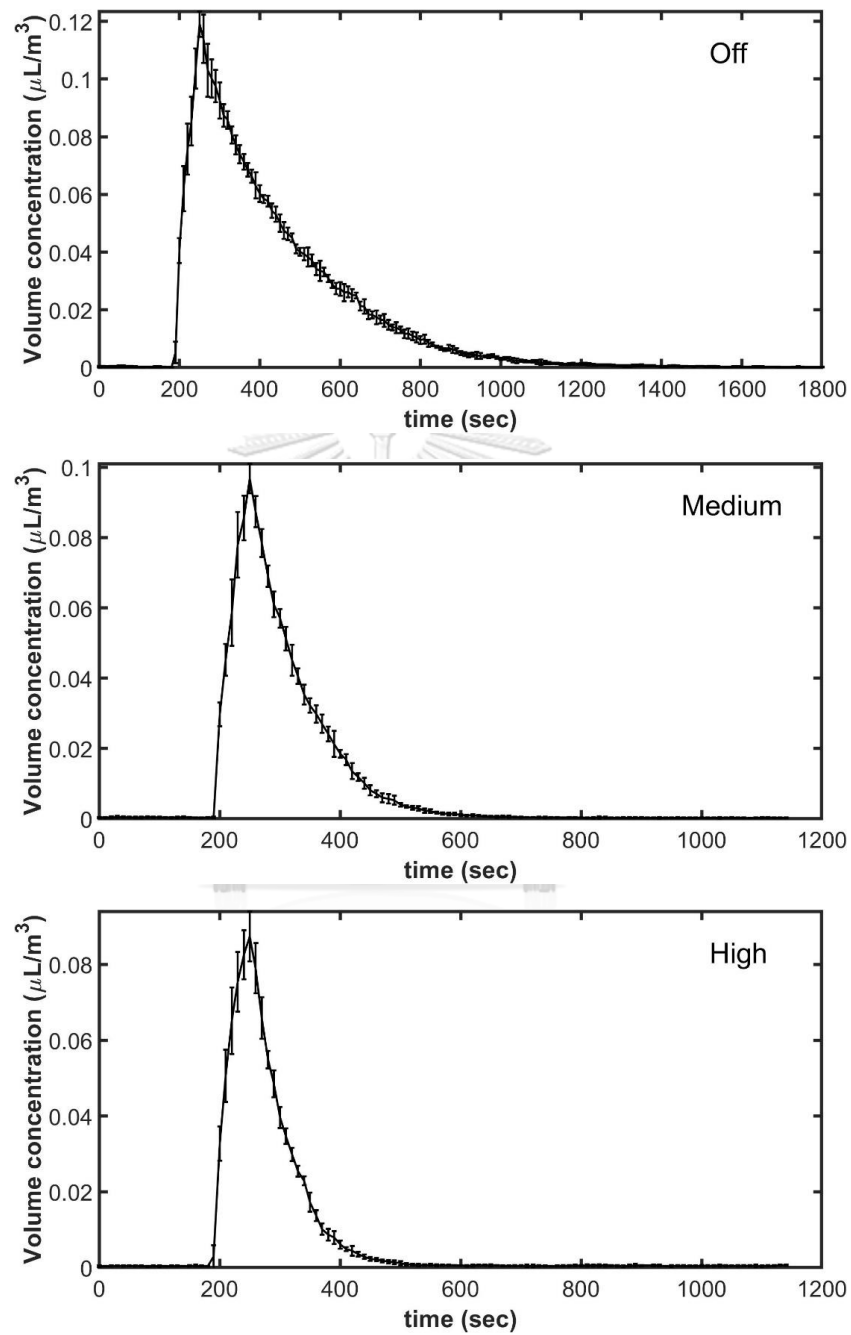 0.12
0.1
0.08
0.06
0.04
0.02
0
Volume concentration (μL/m³)
Off
0 200 400 600 800 1000 1200 1400 1600 1800
time (sec)
0.1
0.08
0.06
0.04
0.02
0
Volume concentration (μL/m³)
Medium
0 200 400 600 800 1000 1200
time (sec)
0.08
0.06
0.04
0.02
0
Volume concentration (μL/m³)
High
0 200 400 600 800 1000 1200
time (sec)